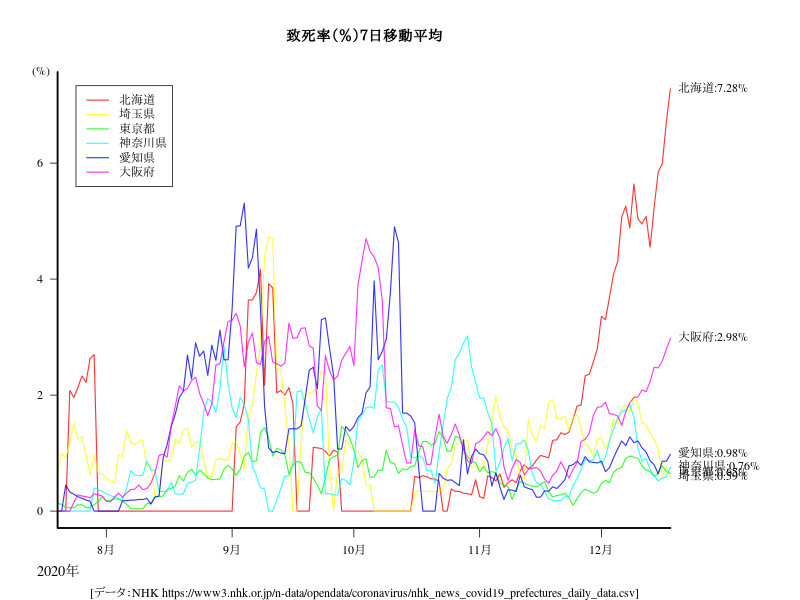 致死率(%)7日移動平均
(%)
北海道
埼玉県
東京都
神奈川県
愛知県
大阪府
6
4
2
0
8月
9月
10月
11月
12月
2020年
北海道:7.28%
大阪府:2.98%
愛知県:0.98%
神奈川県:0.76%
埼玉県:0.59%
[データ:NHK https://www3.nhk.or.jp/n-data/opendata/coronavirus/nhk_news_covid19_prefectures_daily_data.csv]